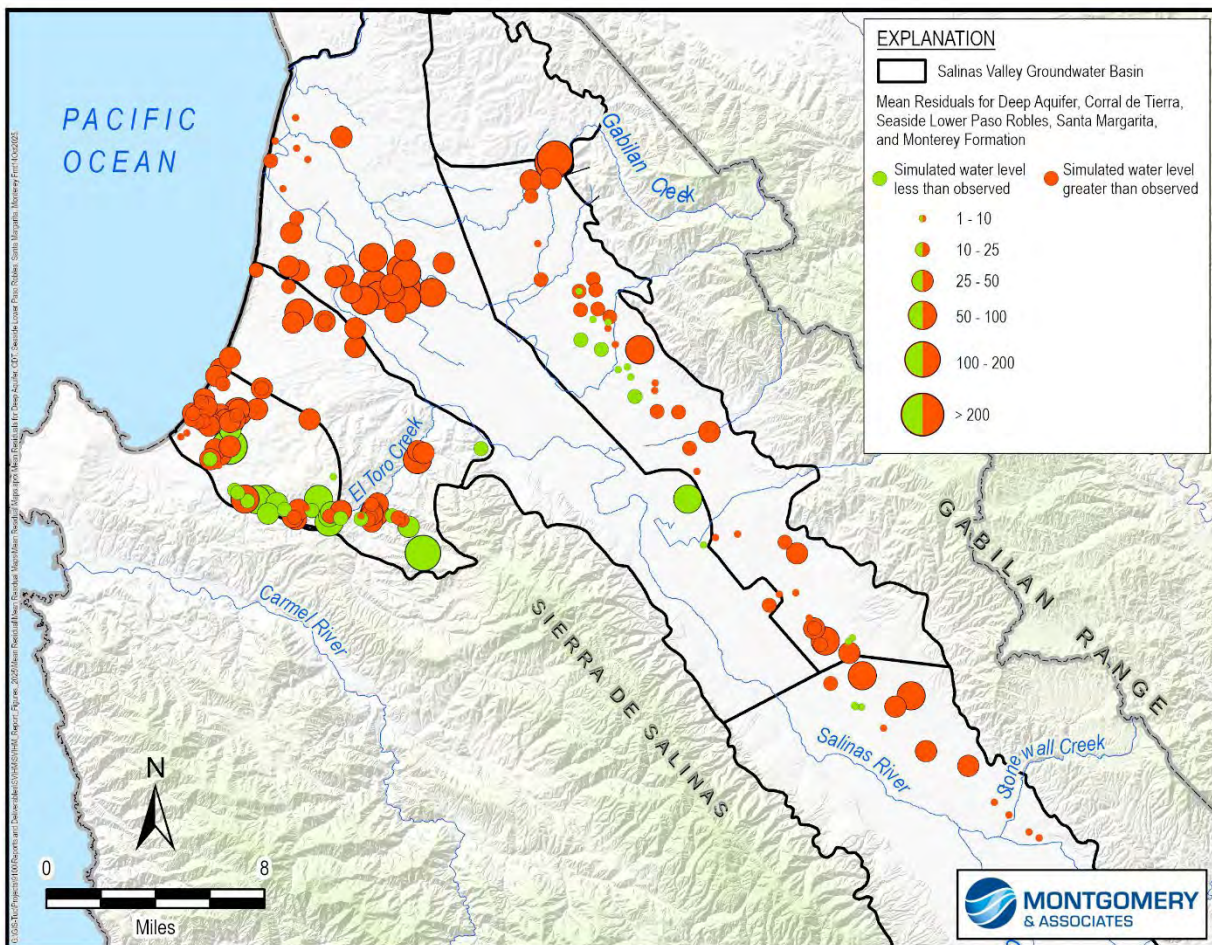 PACIFIC
OCEAN
Gabilan Creek
EXPLANATION
Salinas Valley Groundwater Basin
Mean Residuals for Deep Aquifer, Corral de Tierra,
Seaside Lower Paso Robles, Santa Margarita,
and Monterey Formation
Simulated water level
less than observed
Simulated water level
greater than observed
1 - 10
10 - 25
25 - 50
50 - 100
100 - 200
> 200
El Toro Creek
Carmel River
SIERRA DE SALINAS
GABILAN RANGE
Salinas River
Stonewall Creek
N
0 8
Miles
MONTGOMERY
& ASSOCIATES